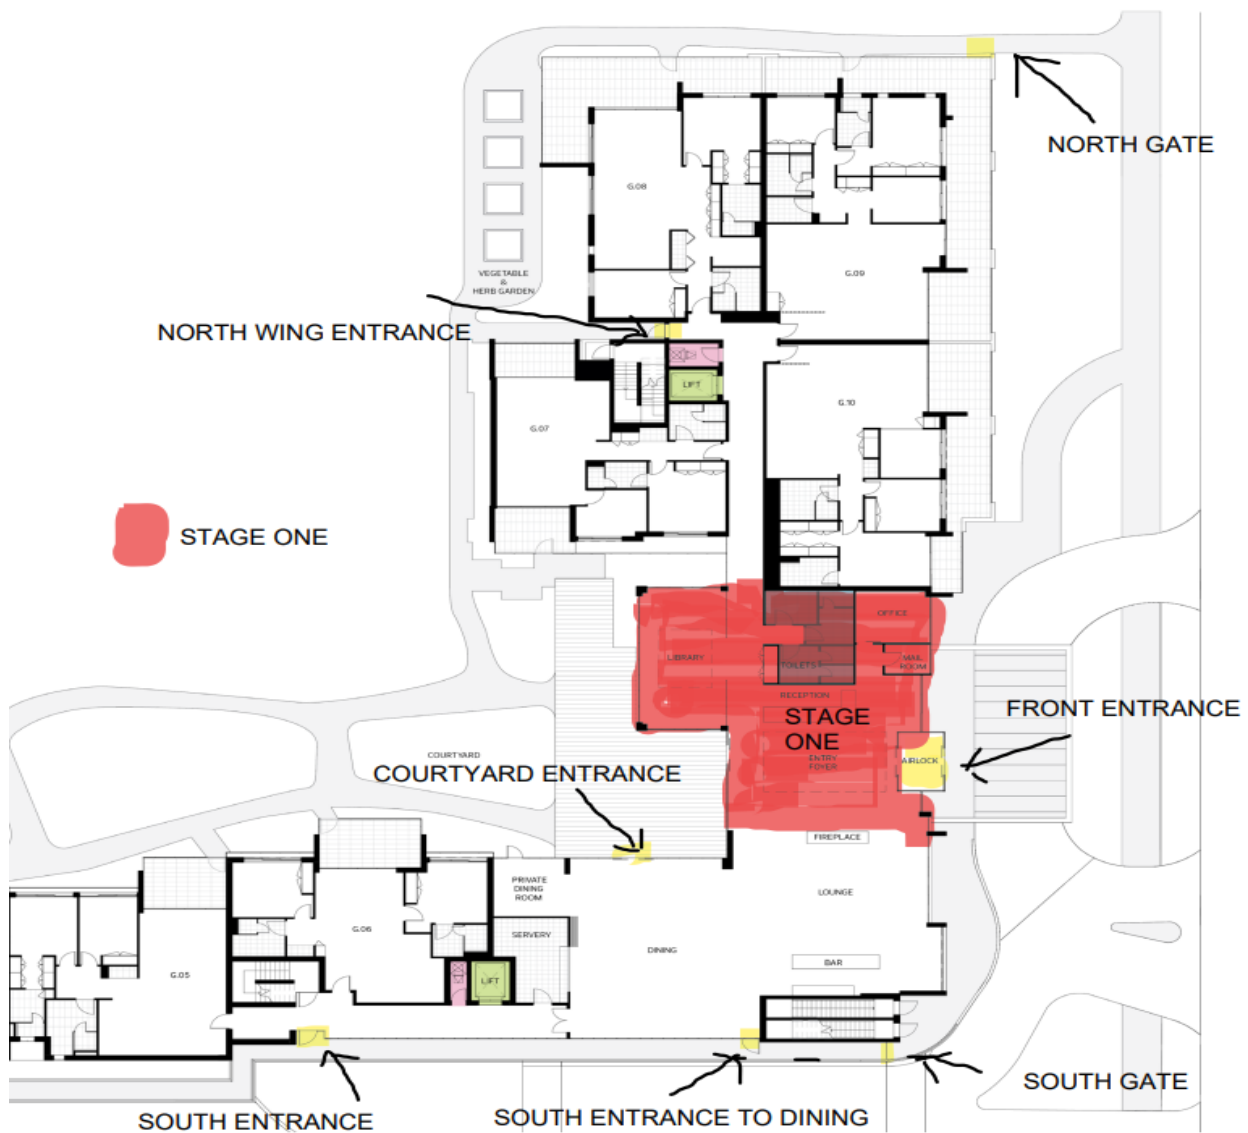 NORTH GATE
G.08
G.09
VEGETABLE
&
HERB GARDEN
NORTH WING ENTRANCE
LIFT
G.10
G.07
STAGE ONE
OFFICE
LIBRARY
TOILETS
MAIL
ROOM
RECEPTION
STAGE
ONE
FRONT ENTRANCE
ENTRY
FOYER
AIRLOCK
COURTYARD
COURTYARD ENTRANCE
FIREPLACE
PRIVATE
DINING
ROOM
LOUNGE
G.06
SERVERY
DINING
BAR
G.05
LIFT
SOUTH GATE
SOUTH ENTRANCE
SOUTH ENTRANCE TO DINING